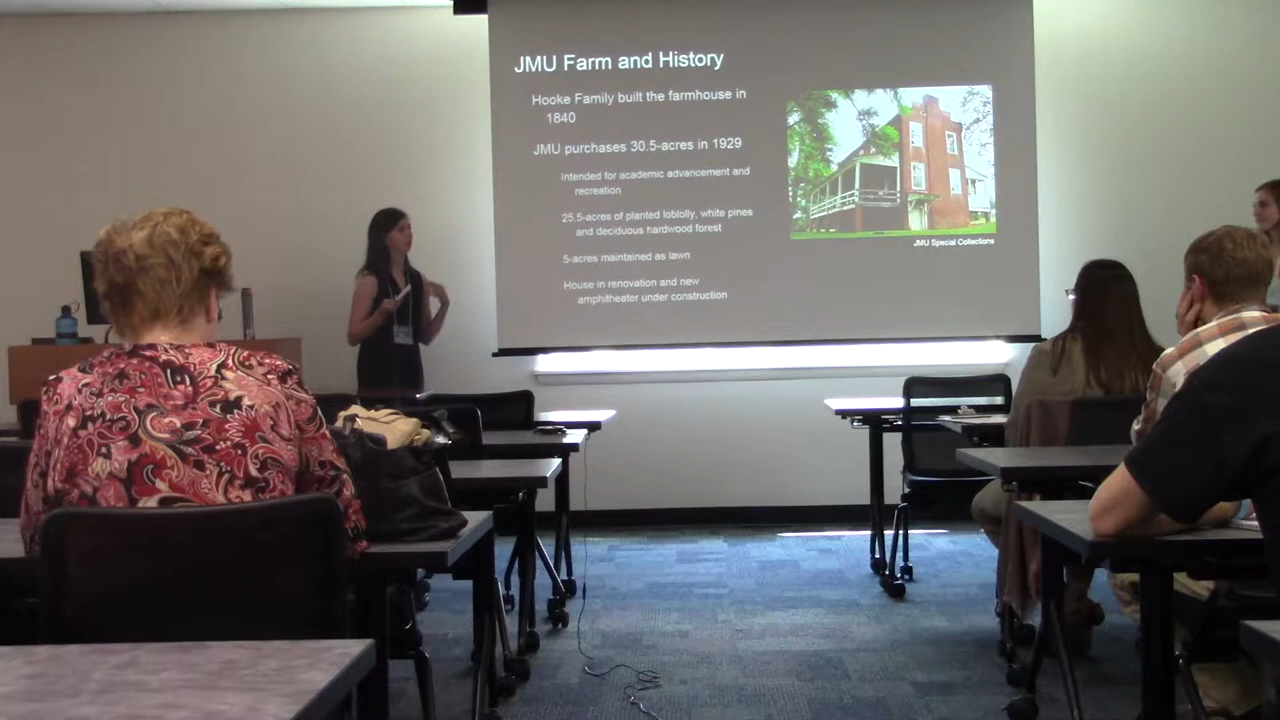 JMU Farm and History
Hooke Family built the farmhouse in
1840
JMU purchases 30.5-acres in 1929
Intended for academic advancement and
recreation
25.5-acres of planted loblolly, white pines
and deciduous hardwood forest
5-acres maintained as lawn
House in renovation and new
amphitheater under construction
JMU Special Collections